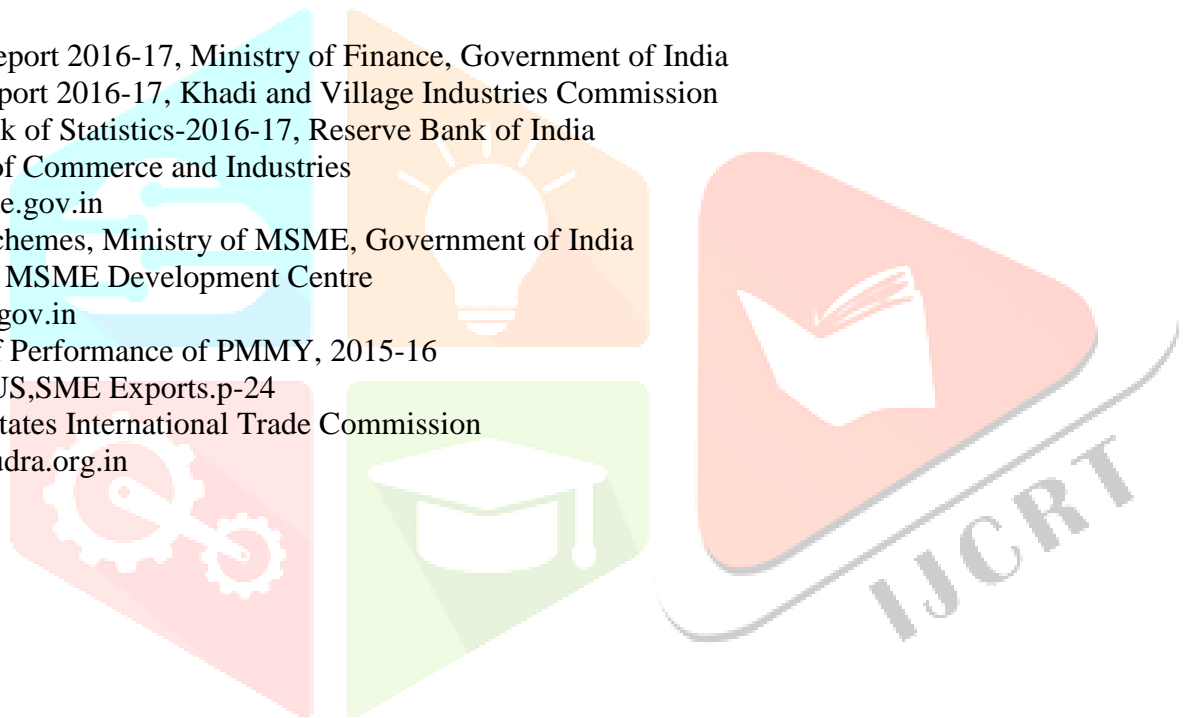 eport 2016-17, Ministry of Finance, Government of India
port 2016-17, Khadi and Village Industries Commission
k of Statistics-2016-17, Reserve Bank of India
of Commerce and Industries
e.gov.in
chemes, Ministry of MSME, Government of India
MSME Development Centre
gov.in
f Performance of PMMY, 2015-16
US,SME Exports.p-24
tates International Trade Commission
udra.org.in
IJCRT